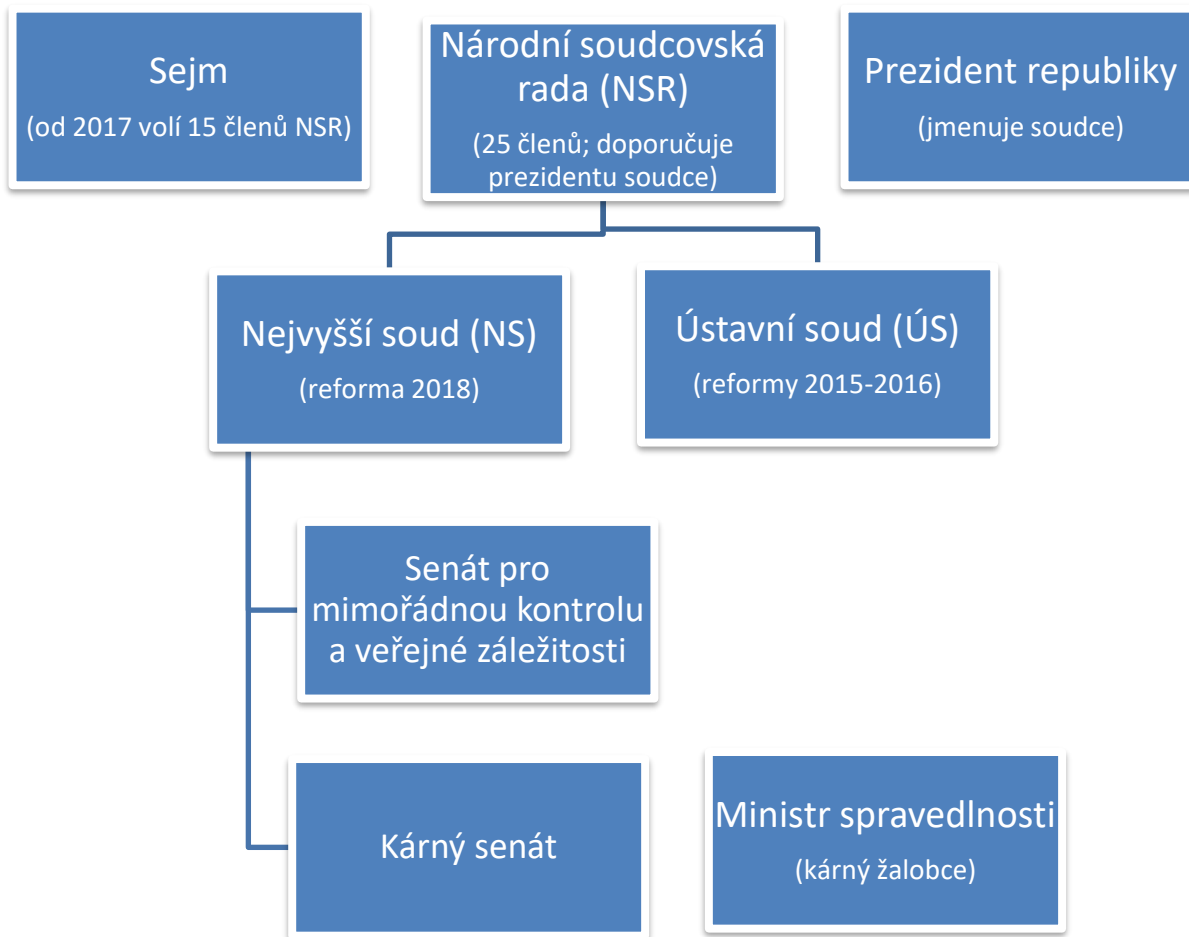 Sejm
(od 2017 volí 15 členů NSR)
Národní soudcovská
rada (NSR)
(25 členů; doporučuje
prezidentu soudce)
Prezident republiky
(jmenuje soudce)
Nejvyšší soud (NS)
(reforma 2018)
Ústavní soud (ÚS)
(reformy 2015-2016)
Senát pro
mimořádnou kontrolu
a veřejné záležitosti
Kárný senát
Ministr spravedlnosti
(kárný žalobce)